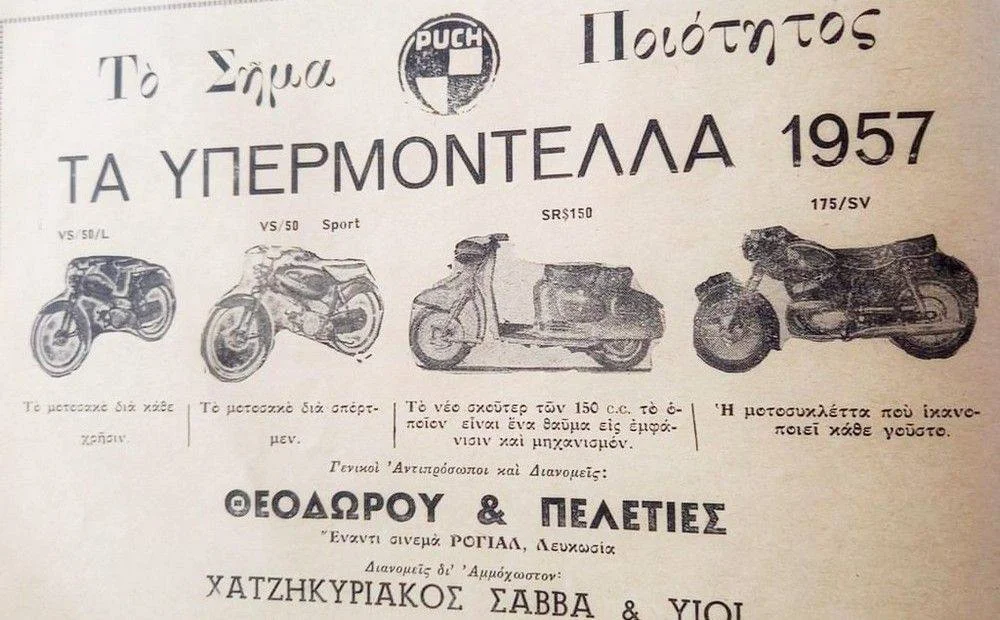 Τὸ Σῆμα PUCH Ποιότητος
ΤΑ ΥΠΕΡΜΟΝΤΕΛΛΑ 1957
VS/50/L
VS/50 Sport
SR$150
175/SV
Τὸ μοτοσακὸ διὰ κάθε
χρῆσιν.
Τὸ μοτοσακὸ διὰ σπόρτ-
μεν.
Τὸ νέο σκοῦτερ τῶν 150 c.c. τὸ ὁ-
ποῖον εἶναι ἕνα θαῦμα εἰς ἐμφά-
νισιν καὶ μηχανισμόν.
Ἡ μοτοσυκλέττα ποὺ ἱκανο-
ποιεῖ κάθε γοῦστο.
Γενικοὶ Ἀντιπρόσωποι καὶ Διανομεῖς:
ΘΕΟΔΩΡΟΥ & ΠΕΛΕΤΙΕΣ
Ἔναντι σινεμὰ ΡΟΓΙΑΛ, Λευκωσία
Διανομεῖς δι' Ἀμμόχωστον:
ΧΑΤΖΗΚΥΡΙΑΚΟΣ ΣΑΒΒΑ & ΥΙΟΙ